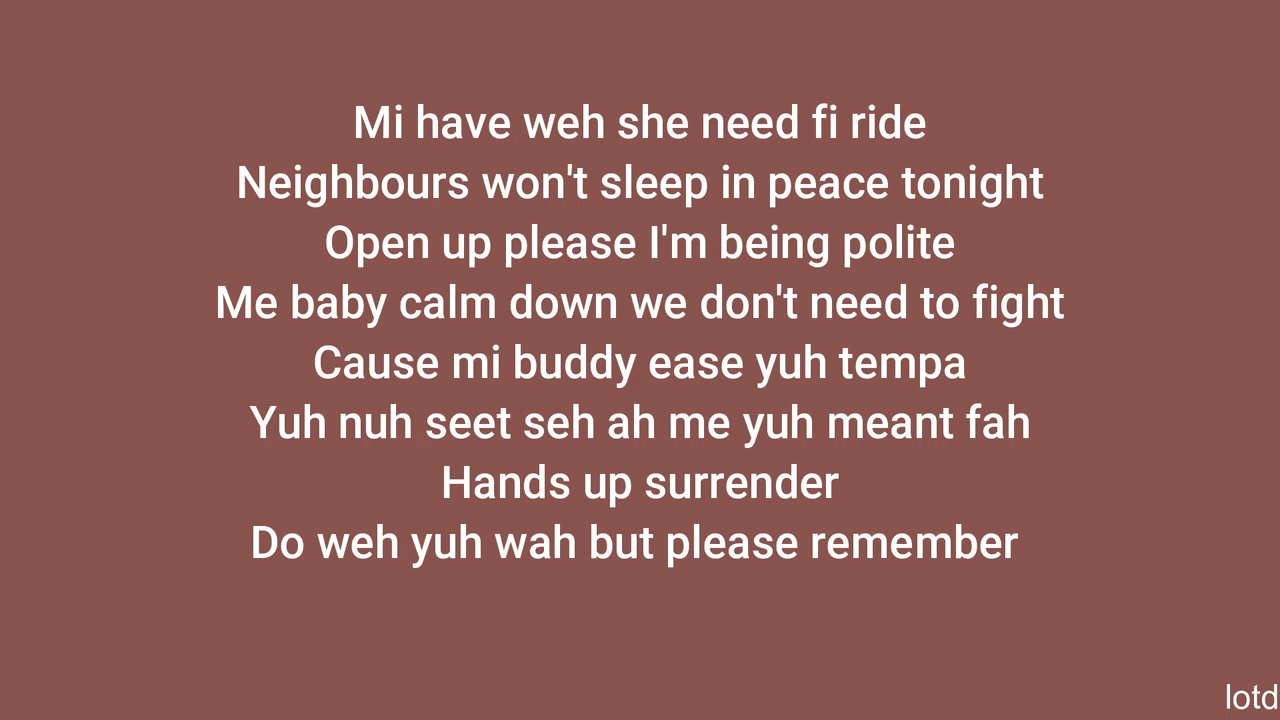 Mi have weh she need fi ride
Neighbours won't sleep in peace tonight
Open up please I'm being polite
Me baby calm down we don't need to fight
Cause mi buddy ease yuh tempa
Yuh nuh seet seh ah me yuh meant fah
Hands up surrender
Do weh yuh wah but please remember
lotd